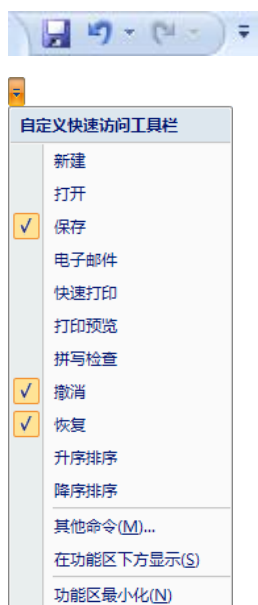 自定义快速访问工具栏
新建
打开
保存
电子邮件
快速打印
打印预览
拼写检查
撤消
恢复
升序排序
降序排序
其他命令(M)...
在功能区下方显示(S)
功能区最小化(N)